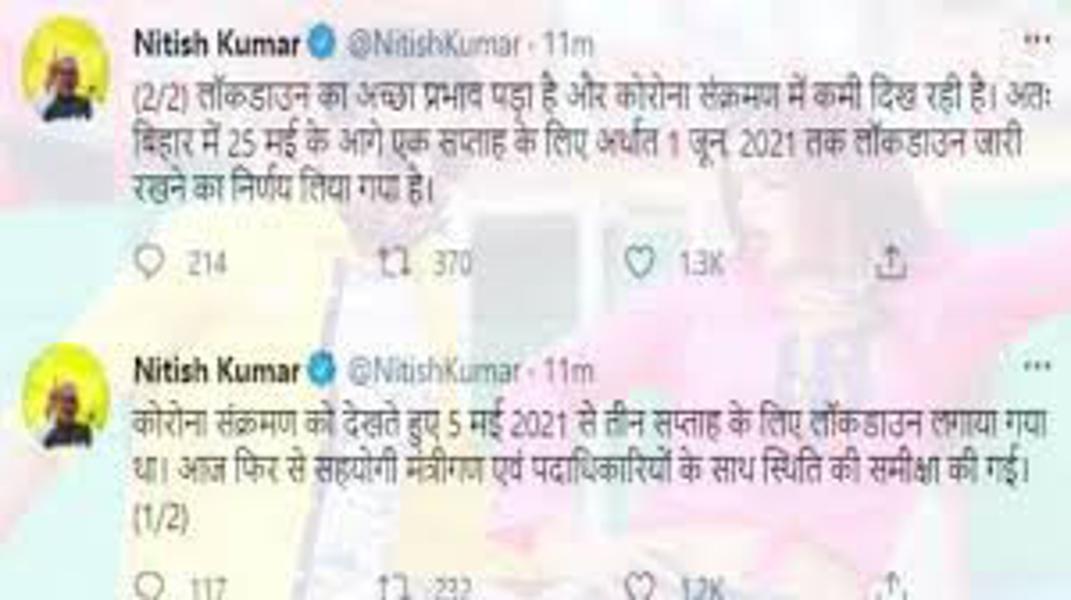 Nitish Kumar @NitishKumar · 11m
(2/2) लॉकडाउन का अच्छा प्रभाव पड़ा है और कोरोना संक्रमण में कमी दिख रही है। अतः
बिहार में 25 मई के आगे एक सप्ताह के लिए अर्थात 1 जून, 2021 तक लॉकडाउन जारी
रखने का निर्णय लिया गया है।
214 370 1.3K
Nitish Kumar @NitishKumar · 11m
कोरोना संक्रमण को देखते हुए 5 मई 2021 से तीन सप्ताह के लिए लॉकडाउन लगाया गया
था। आज फिर से सहयोगी मंत्रीगण एवं पदाधिकारियों के साथ स्थिति की समीक्षा की गई।
(1/2)
117 232 1.2K